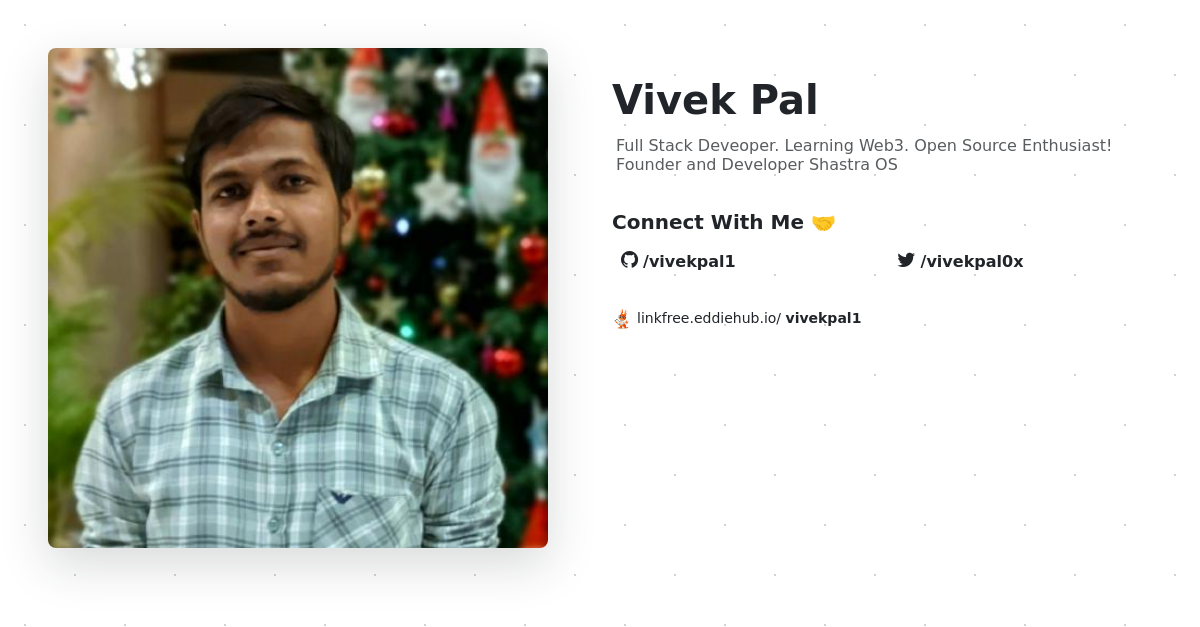 Vivek Pal
Full Stack Deveoper. Learning Web3. Open Source Enthusiast!
Founder and Developer Shastra OS
Connect With Me 🤝
/vivekpal1
/vivekpal0x
linkfree.eddiehub.io/ vivekpal1